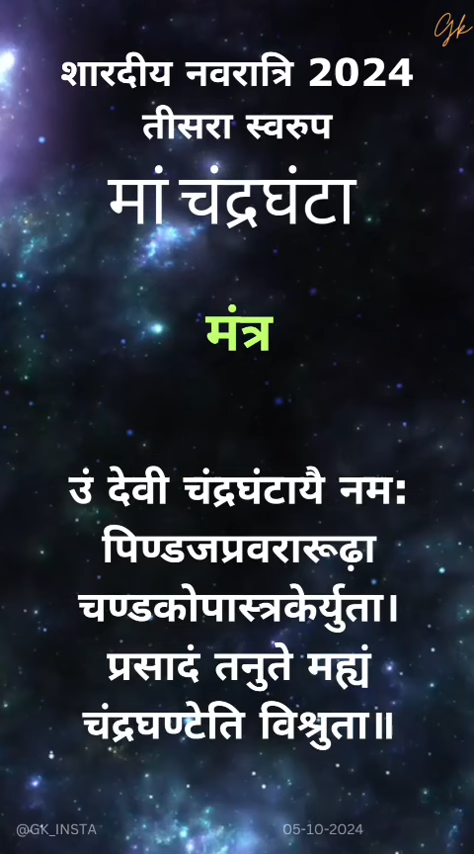 Gk
शारदीय नवरात्रि 2024
तीसरा स्वरुप
मां चंद्रघंटा
मंत्र
उं देवी चंद्रघंटायै नम:
पिण्डजप्रवरारूढ़ा
चण्डकोपास्त्रकेर्युता।
प्रसादं तनुते मह्यं
चंद्रघण्टेति विश्रुता॥
@GK_INSTA 05-10-2024